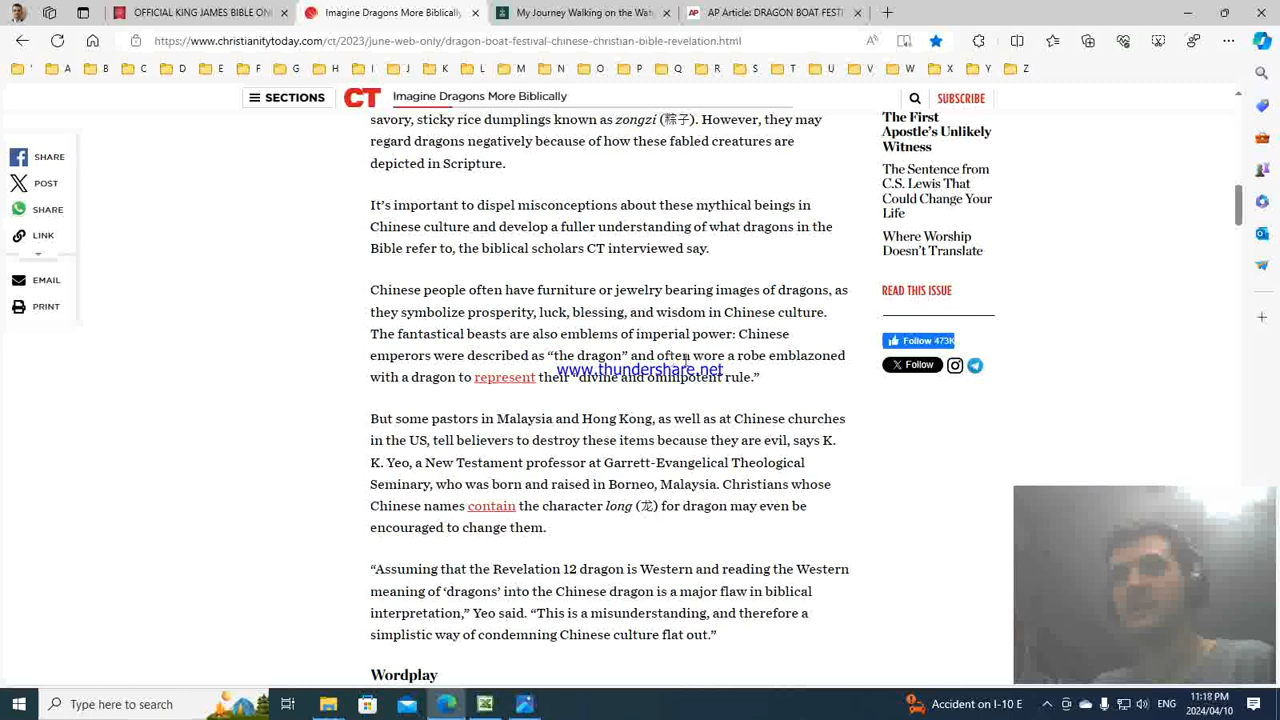 OFFICIAL KING JAMES BIBLE ONL
Imagine Dragons More Biblically
My Journey Walking on the Wat
AP Article: DRAGON BOAT FEST
https://www.christianitytoday.com/ct/2023/june-web-only/dragon-boat-festival-chinese-christian-bible-revelation.html
' A B C D E F G H I J K L M N O P Q R S T U V W X Y Z
SECTIONS CT Imagine Dragons More Biblically SUBSCRIBE
SHARE
POST
SHARE
LINK
EMAIL
PRINT
savory, sticky rice dumplings known as zongzi (粽子). However, they may
regard dragons negatively because of how these fabled creatures are
depicted in Scripture.
It’s important to dispel misconceptions about these mythical beings in
Chinese culture and develop a fuller understanding of what dragons in the
Bible refer to, the biblical scholars CT interviewed say.
Chinese people often have furniture or jewelry bearing images of dragons, as
they symbolize prosperity, luck, blessing, and wisdom in Chinese culture.
The fantastical beasts are also emblems of imperial power: Chinese
emperors were described as “the dragon” and often wore a robe emblazoned
with a dragon to represent their “divine and omnipotent rule.”
www.thundershare.net
But some pastors in Malaysia and Hong Kong, as well as at Chinese churches
in the US, tell believers to destroy these items because they are evil, says K.
K. Yeo, a New Testament professor at Garrett-Evangelical Theological
Seminary, who was born and raised in Borneo, Malaysia. Christians whose
Chinese names contain the character long (龙) for dragon may even be
encouraged to change them.
“Assuming that the Revelation 12 dragon is Western and reading the Western
meaning of ‘dragons’ into the Chinese dragon is a major flaw in biblical
interpretation,” Yeo said. “This is a misunderstanding, and therefore a
simplistic way of condemning Chinese culture flat out.”
Wordplay
The First
Apostle’s Unlikely
Witness
The Sentence from
C.S. Lewis That
Could Change Your
Life
Where Worship
Doesn’t Translate
READ THIS ISSUE
Follow 473K
Follow
Type here to search
Accident on I-10 E
ENG
11:18 PM
2024/04/10